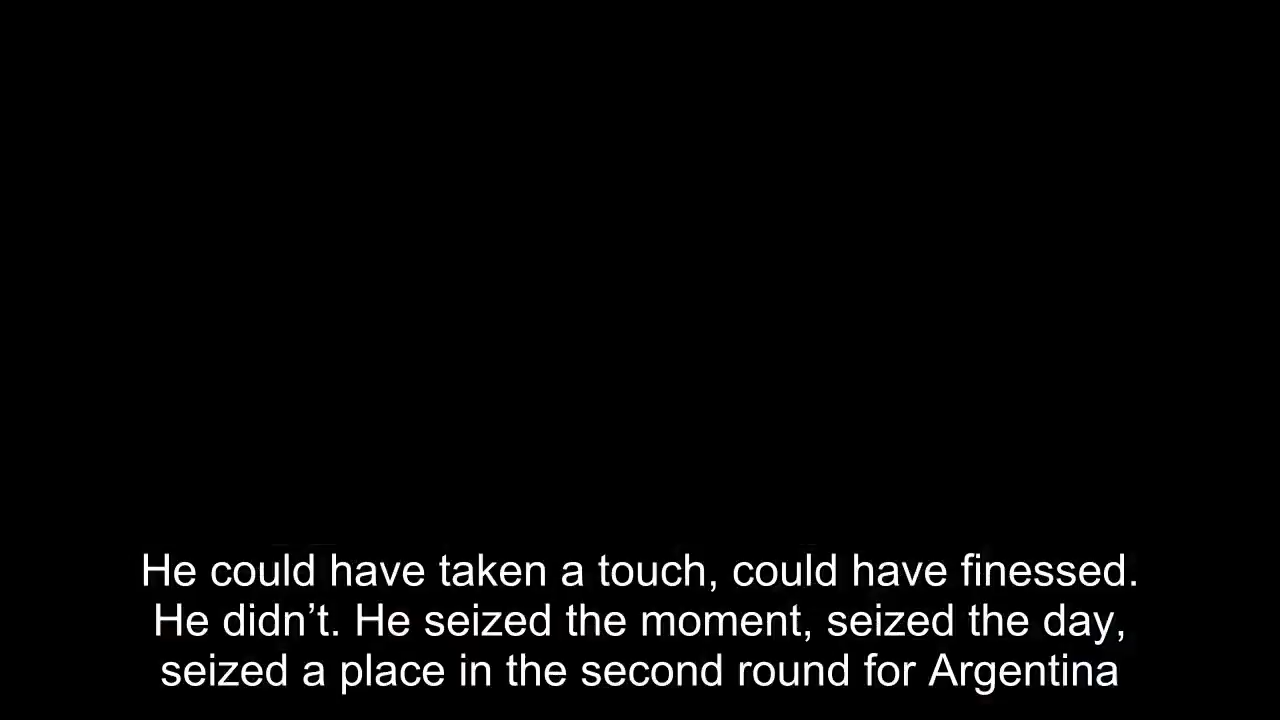 He could have taken a touch, could have finessed.
He didn’t. He seized the moment, seized the day,
seized a place in the second round for Argentina